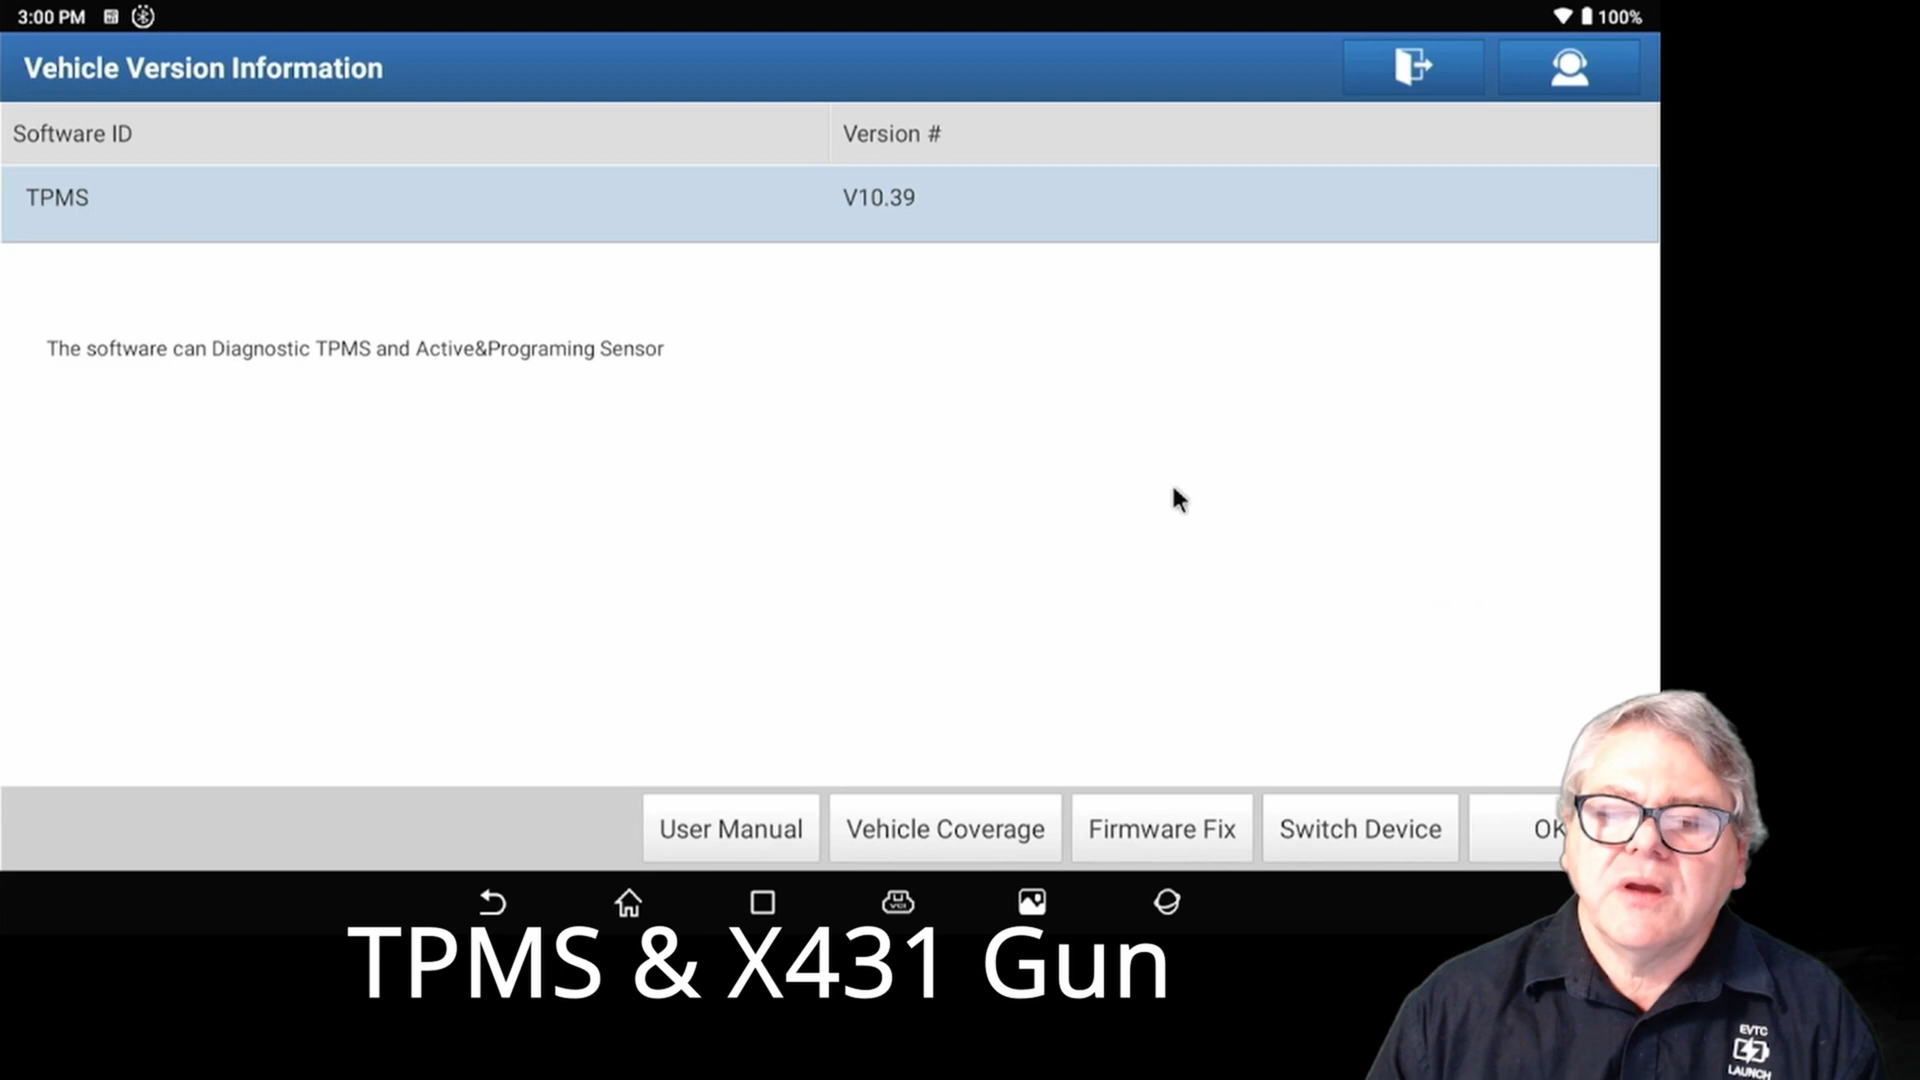 3:00 PM
100%
Vehicle Version Information
Software ID
Version #
TPMS
V10.39
The software can Diagnostic TPMS and Active&Programing Sensor
User Manual
Vehicle Coverage
Firmware Fix
Switch Device
OK
VCI
TPMS & X431 Gun
EVTC
LAUNCH